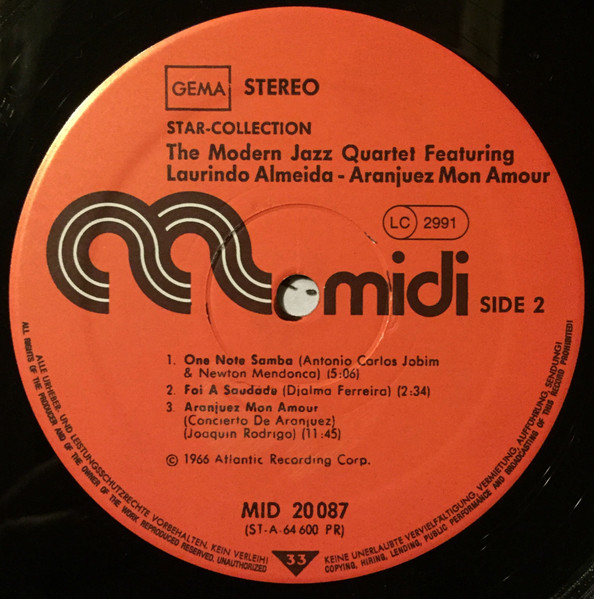 GEMA STEREO
STAR-COLLECTION
The Modern Jazz Quartet Featuring
Laurindo Almeida - Aranjuez Mon Amour
LC 2991
midi SIDE 2
1. One Note Samba (Antonio Carlos Jobim
& Newton Mendonca) (5:06)
2. Foi A Saudade (Djalma Ferreira) (2:34)
3. Aranjuez Mon Amour
(Concierto De Aranjuez)
(Joaquin Rodrigo) (11:45)
© 1966 Atlantic Recording Corp.
MID 20 087
(ST-A-64 600 PR)
33
ALLE URHEBER- UND LEISTUNGSSCHUTZRECHTE VORBEHALTEN. KEIN VERLEIH! KEINE UNERLAUBTE VERVIELFALTIGUNG, VERMIETUNG, AUFFÜHRUNG, SENDUNG!
ALL RIGHTS OF THE PRODUCER AND OF THE OWNER OF THE WORK REPRODUCED RESERVED. UNAUTHORIZED COPYING, HIRING, LENDING, PUBLIC PERFORMANCE AND BROADCASTING OF THIS RECORD PROHIBITED!